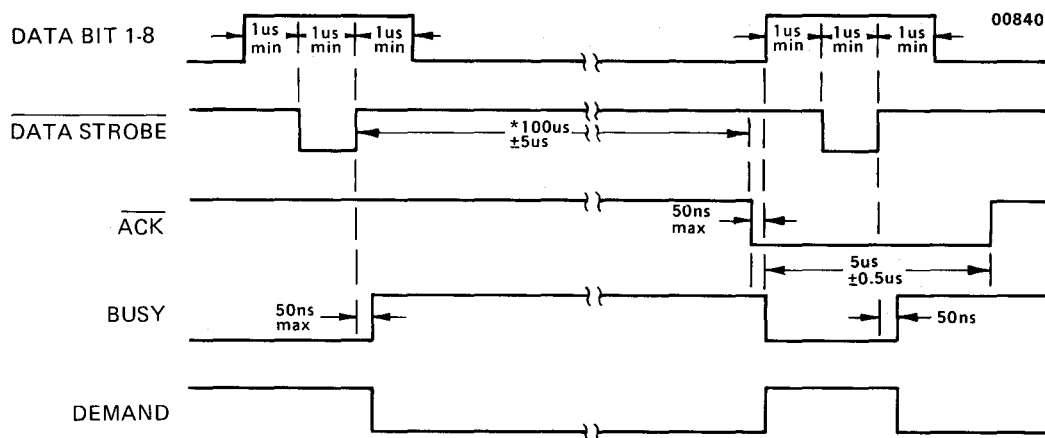 00840
DATA BIT 1-8
1us min
1us min
1us min
1us min
1us min
1us min
DATA STROBE
*100us
±5us
ACK
50ns
max
5us
±0.5us
BUSY
50ns
max
50ns
DEMAND